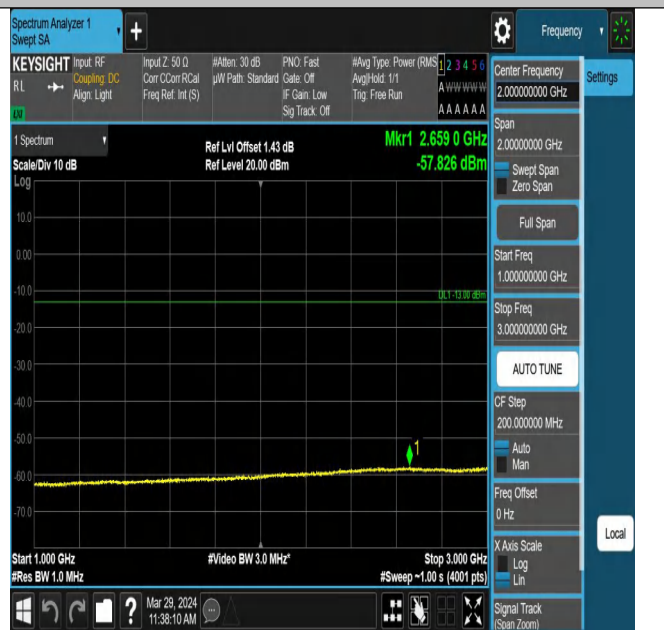 Spectrum Analyzer 1
Swept SA
+
Frequency
KEYSIGHT
RL
LXI
Input: RF
Coupling: DC
Align: Light
Input Z: 50 Ω
Corr CCorr RCal
Freq Ref: Int (S)
#Atten: 30 dB
µW Path: Standard
PNO: Fast
Gate: Off
IF Gain: Low
Sig Track: Off
#Avg Type: Power (RMS
Avg|Hold: 1/1
Trig: Free Run
1 2 3 4 5 6
A W W W W W
A A A A A A
1 Spectrum
Scale/Div 10 dB
Ref Lvl Offset 1.43 dB
Ref Level 20.00 dBm
Mkr1 2.659 0 GHz
-57.826 dBm
Log
10.0
0.00
-10.0
DL1 -13.00 dBm
-20.0
-30.0
-40.0
-50.0
1
-60.0
-70.0
Start 1.000 GHz
#Res BW 1.0 MHz
#Video BW 3.0 MHz*
Stop 3.000 GHz
#Sweep ~1.00 s (4001 pts)
?
Mar 29, 2024
11:38:10 AM
Center Frequency
2.000000000 GHz
Settings
Span
2.00000000 GHz
Swept Span
Zero Span
Full Span
Start Freq
1.000000000 GHz
Stop Freq
3.000000000 GHz
AUTO TUNE
CF Step
200.000000 MHz
Auto
Man
Freq Offset
0 Hz
Local
X Axis Scale
Log
Lin
Signal Track
(Span Zoom)